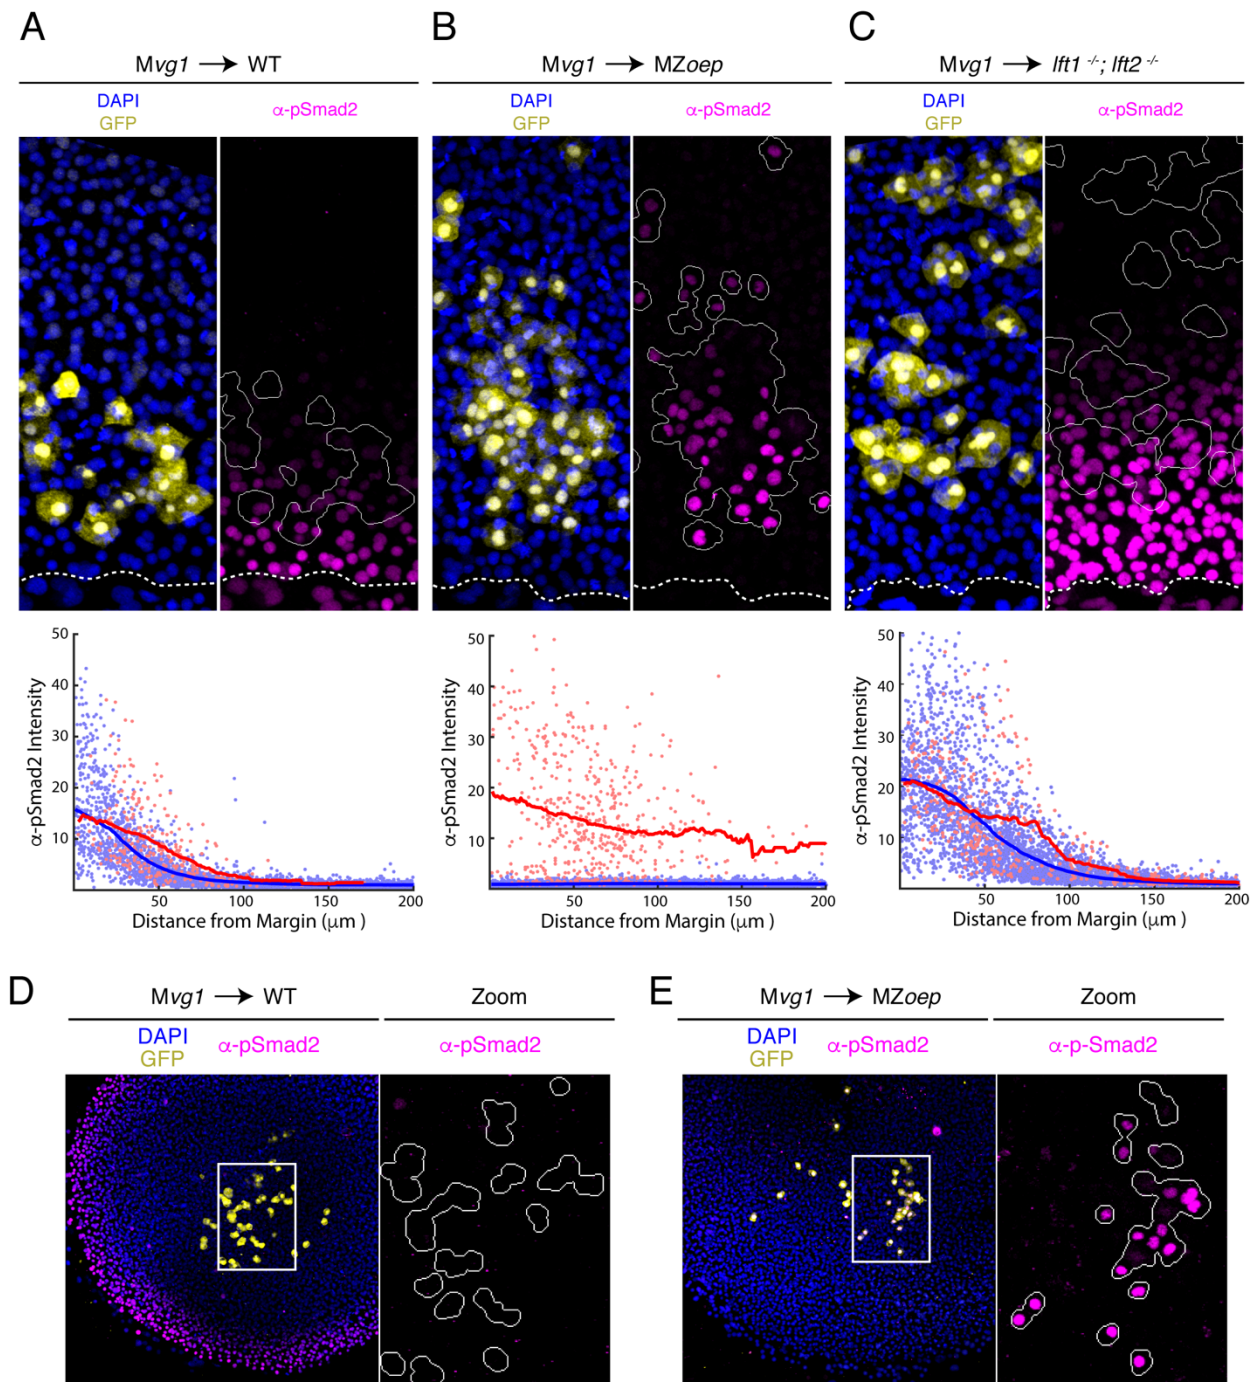 A
Mvg1 → WT
DAPI
GFP
α-pSmad2
B
Mvg1 → MZoep
DAPI
GFP
α-pSmad2
C
Mvg1 → lft1 -/-; lft2 -/-
DAPI
GFP
α-pSmad2
50
40
30
20
10
α-pSmad2 Intensity
50
100
150
200
Distance from Margin (μm )
50
40
30
20
10
α-pSmad2 Intensity
50
100
150
200
Distance from Margin (μm )
50
40
30
20
10
α-pSmad2 Intensity
50
100
150
200
Distance from Margin (μm )
D
Mvg1 → WT
Zoom
DAPI
GFP
α-pSmad2
α-pSmad2
E
Mvg1 → MZoep
Zoom
DAPI
GFP
α-pSmad2
α-p-Smad2